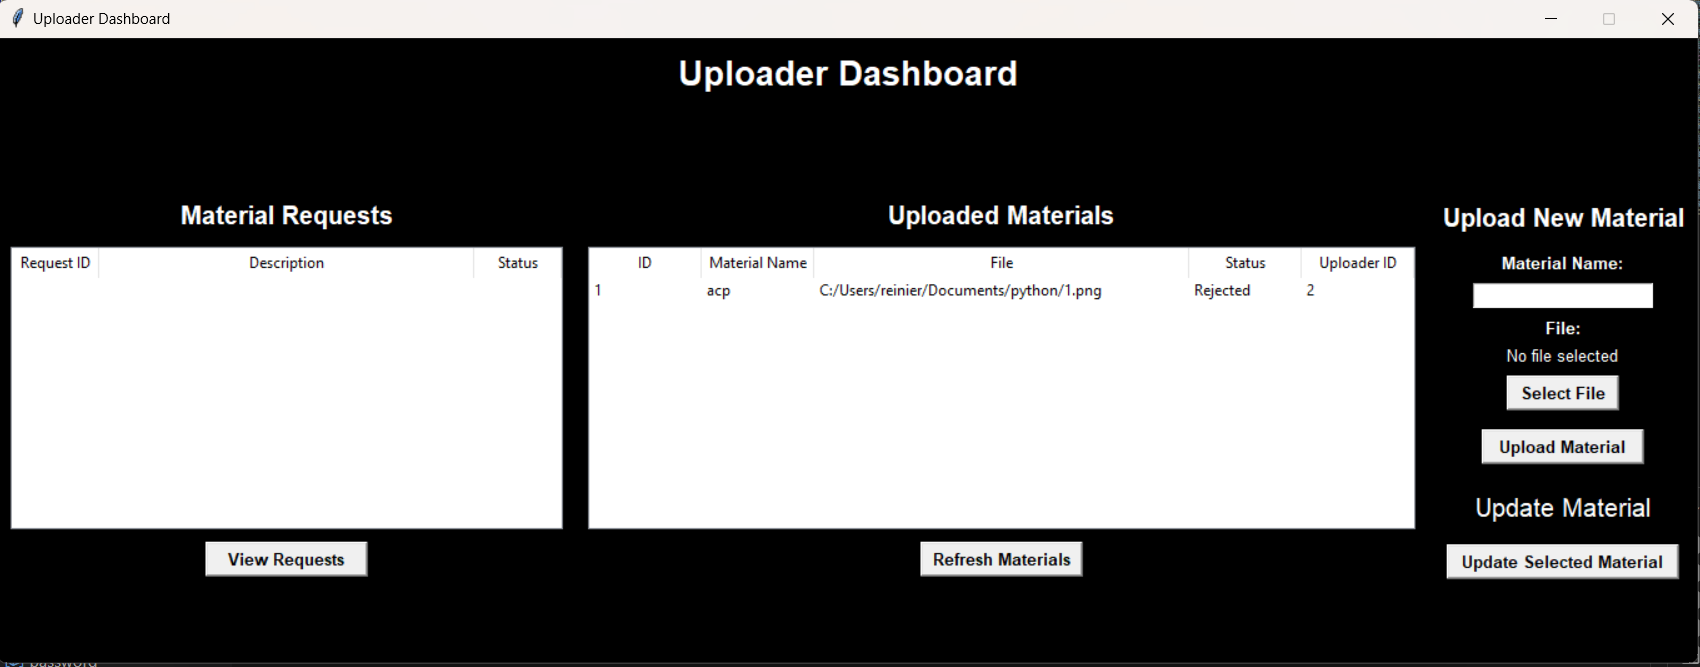 Uploader Dashboard
Uploader Dashboard
Material Requests
Request ID Description Status
View Requests
Uploaded Materials
ID Material Name File Status Uploader ID
1 acp C:/Users/reinier/Documents/python/1.png Rejected 2
Refresh Materials
Upload New Material
Material Name:
File:
No file selected
Select File
Upload Material
Update Material
Update Selected Material
password